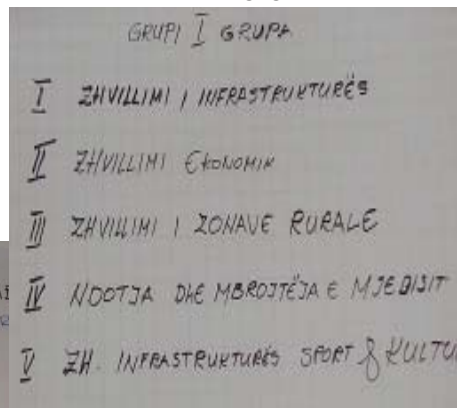 GRUPI I GRUPA
I ZHVILLIMI I INFRASTRUKTURËS
II ZHVILLIMI EKONOMIK
III ZHVILLIMI I ZONAVE RURALE
IV NDOTJA DHE MBROJTËJA E MJEDISIT
V ZH. INFRASTRUKTURËS SPORT & KULTU